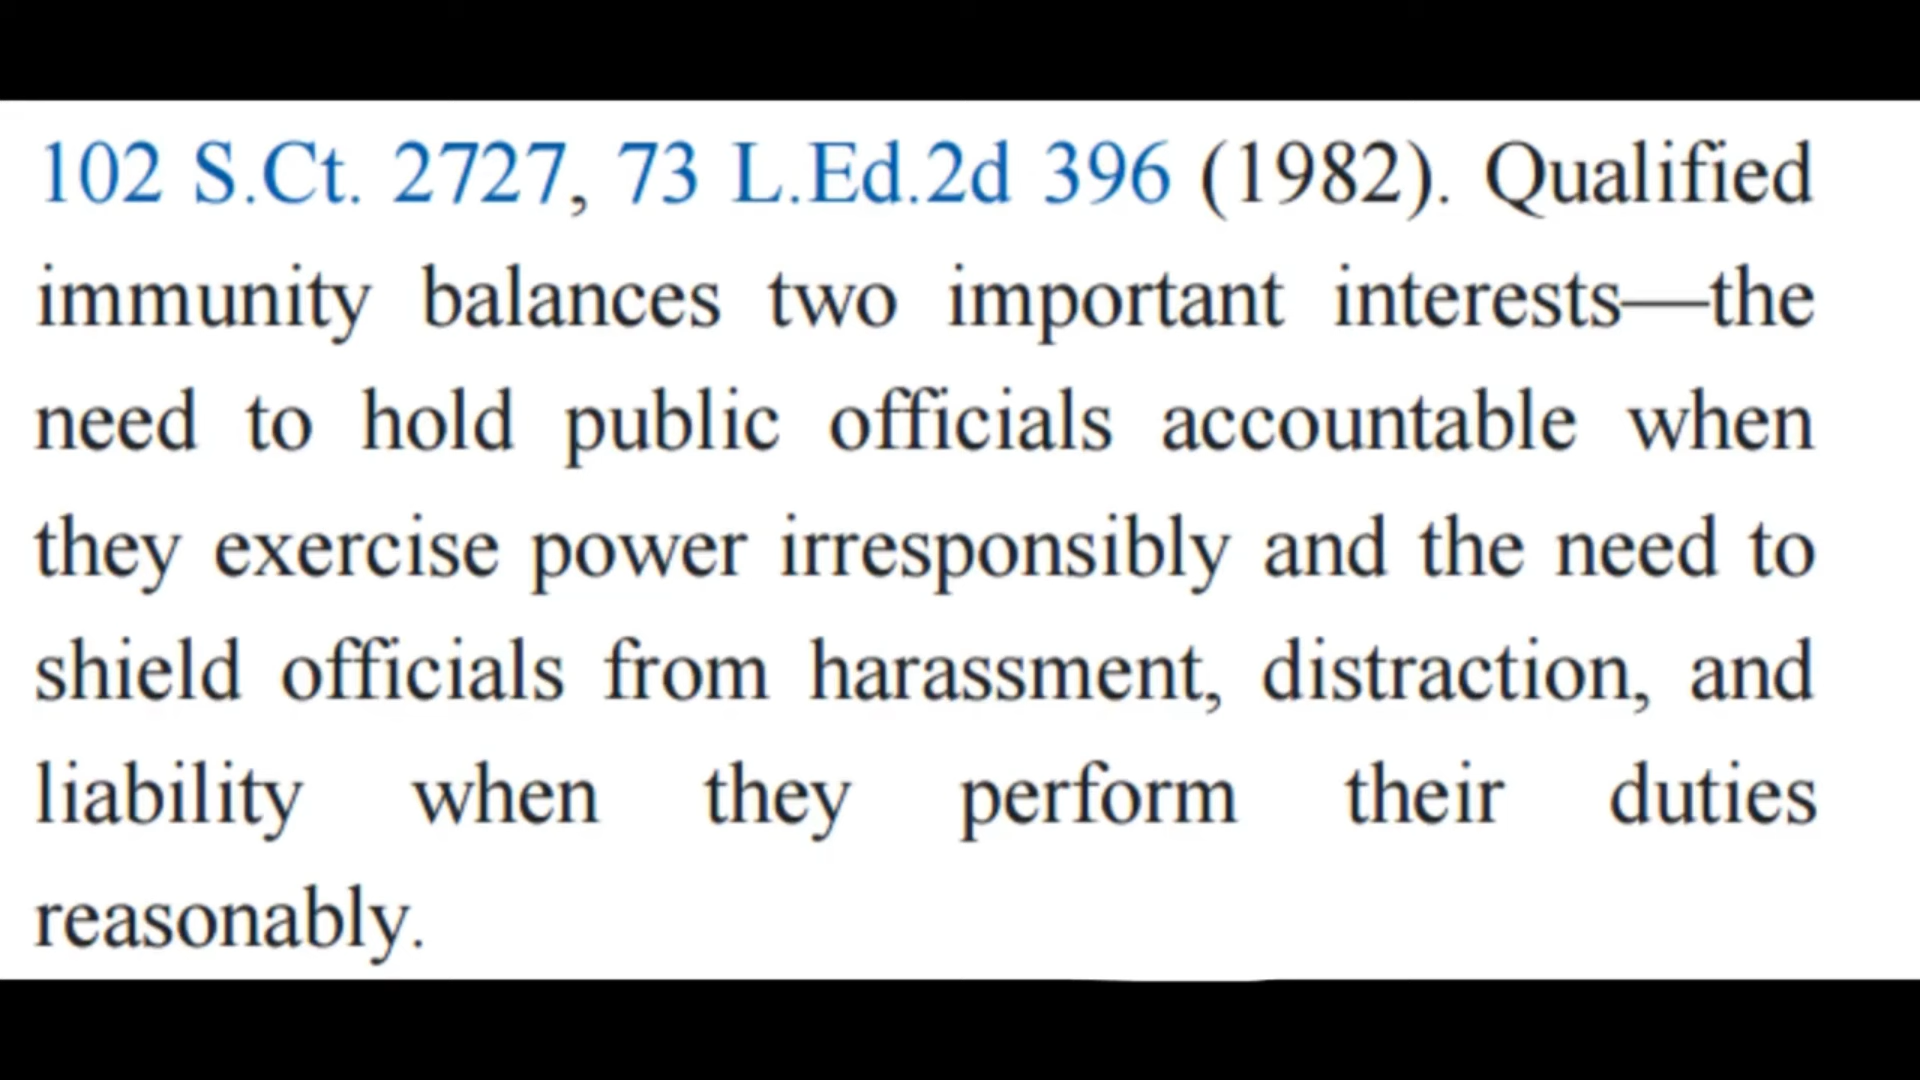 102 S.Ct. 2727, 73 L.Ed.2d 396 (1982). Qualified
immunity balances two important interests—the
need to hold public officials accountable when
they exercise power irresponsibly and the need to
shield officials from harassment, distraction, and
liability when they perform their duties
reasonably.